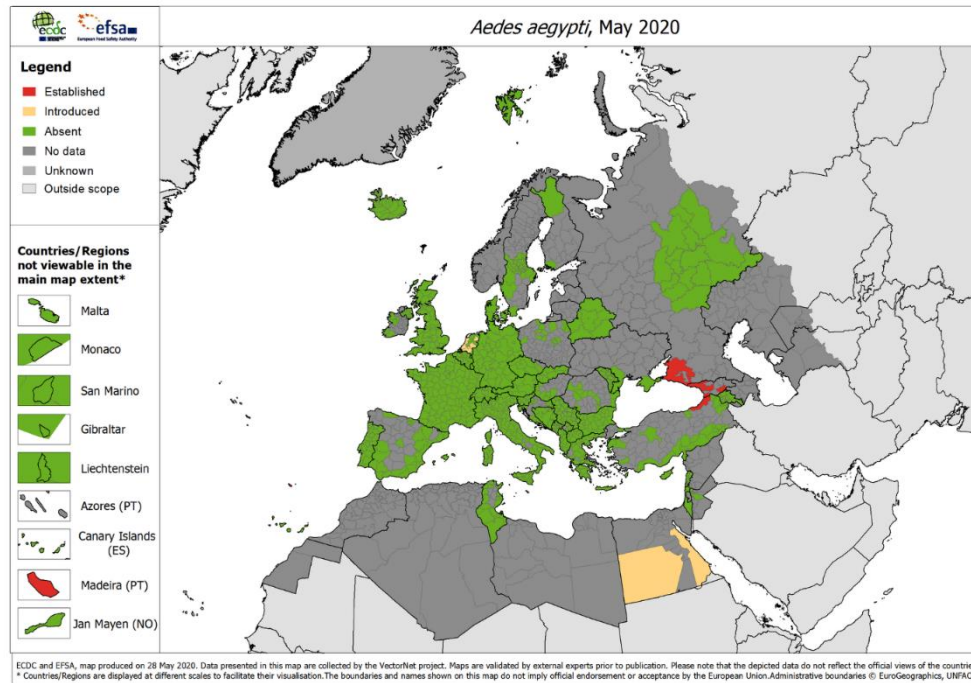 ecdc
efsa
European Food Safety Authority
Aedes aegypti, May 2020
Legend
Established
Introduced
Absent
No data
Unknown
Outside scope
Countries/Regions
not viewable in the
main map extent*
Malta
Monaco
San Marino
Gibraltar
Liechtenstein
Azores (PT)
Canary Islands
(ES)
Madeira (PT)
Jan Mayen (NO)
ECDC and EFSA, map produced on 28 May 2020. Data presented in this map are collected by the VectorNet project. Maps are validated by external experts prior to publication. Please note that the depicted data do not reflect the official views of the countrie
* Countries/Regions are displayed at different scales to facilitate their visualisation.The boundaries and names shown on this map do not imply official endorsement or acceptance by the European Union.Administrative boundaries © EuroGeographics, UNFAO